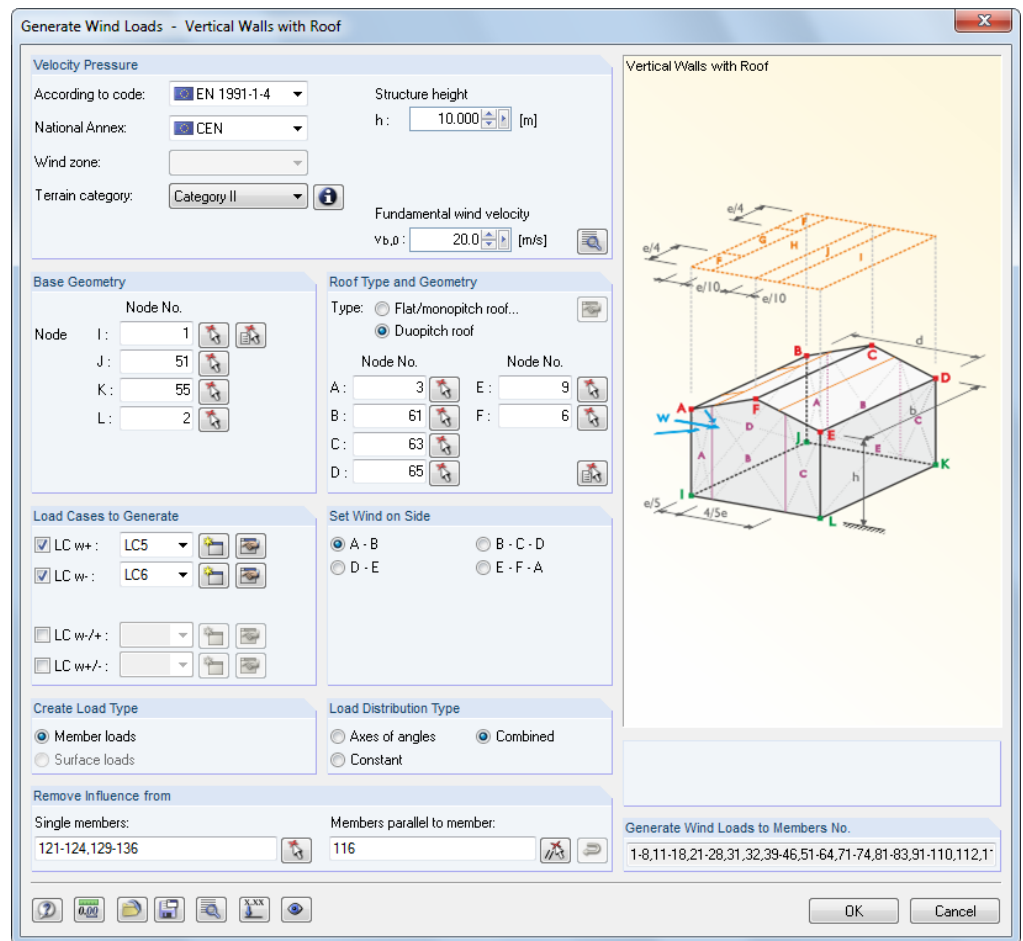 Generate Wind Loads  -  Vertical Walls with Roof
Velocity Pressure
According to code:
EN 1991-1-4
Structure height
h :
10.000
[m]
National Annex:
CEN
Wind zone:
Terrain category:
Category II
Fundamental wind velocity
vb,0 :
20.0
[m/s]
Base Geometry
Node No.
Node
I :
1
J :
51
K :
55
L :
2
Roof Type and Geometry
Type:
Flat/monopitch roof...
Duopitch roof
Node No.
Node No.
A :
3
E :
9
B :
61
F :
6
C :
63
D :
65
Load Cases to Generate
LC w+ :
LC5
LC w- :
LC6
LC w-/+ :
LC w+/- :
Set Wind on Side
A - B
B - C - D
D - E
E - F - A
Create Load Type
Member loads
Surface loads
Load Distribution Type
Axes of angles
Combined
Constant
Remove Influence from
Single members:
121-124,129-136
Members parallel to member:
116
0.00
x.xx
Vertical Walls with Roof
e/4
F
G
H
J
I
e/4
F
e/10
e/10
B
C
d
D
A
F
A
B
C
b
W
D
J
E
E
A
B
C
h
K
I
e/5
4/5e
L
Generate Wind Loads to Members No.
1-8,11-18,21-28,31,32,39-46,51-64,71-74,81-83,91-110,112,1
OK
Cancel